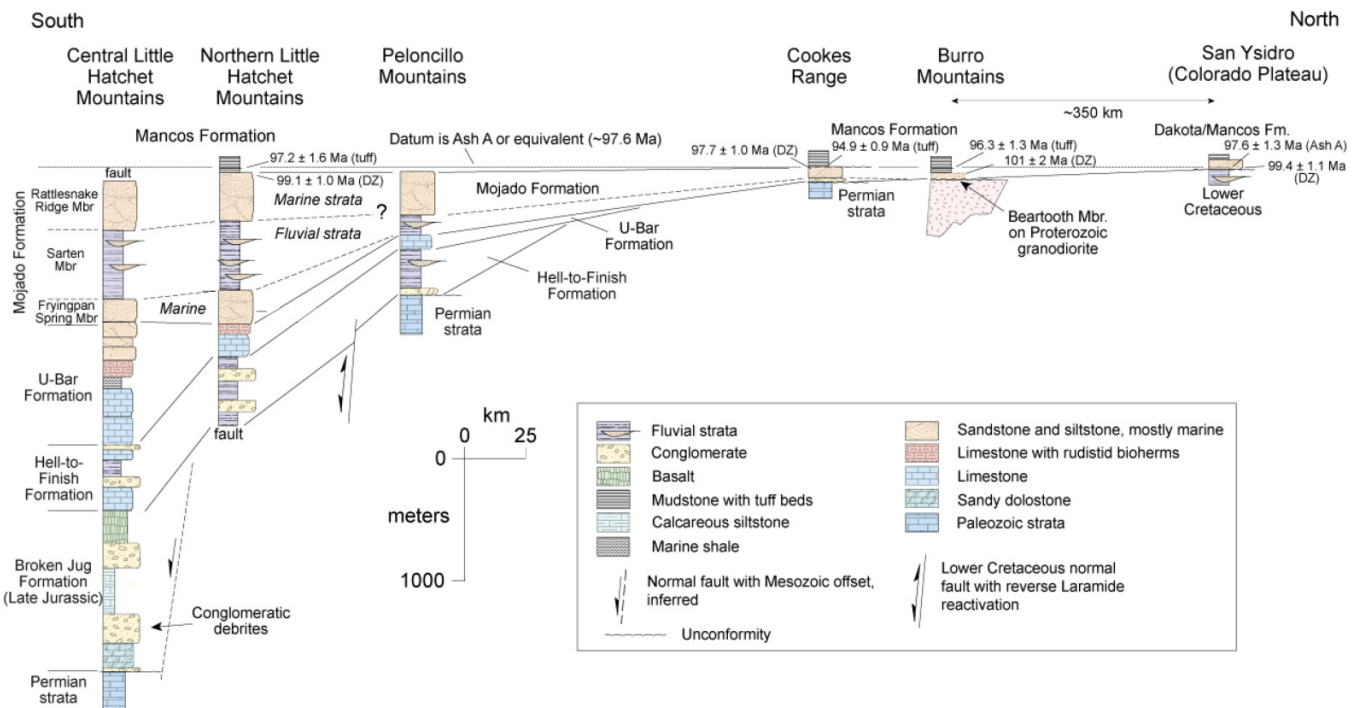 South
North
Central Little
Hatchet
Mountains
Northern Little
Hatchet
Mountains
Peloncillo
Mountains
Cookes
Range
Burro
Mountains
San Ysidro
(Colorado Plateau)
~350 km
Mancos Formation
Datum is Ash A or equivalent (~97.6 Ma)
Mancos Formation
Dakota/Mancos Fm.
97.2 ± 1.6 Ma (tuff)
97.7 ± 1.0 Ma (DZ)
94.9 ± 0.9 Ma (tuff)
96.3 ± 1.3 Ma (tuff)
97.6 ± 1.3 Ma (Ash A)
fault
99.1 ± 1.0 Ma (DZ)
101 ± 2 Ma (DZ)
99.4 ± 1.1 Ma
(DZ)
Mojado Formation
Rattlesnake
Ridge Mbr
Marine strata
?
Mojado Formation
Permian
strata
Lower
Cretaceous
Fluvial strata
U-Bar
Formation
Beartooth Mbr.
on Proterozoic
granodiorite
Sarten
Mbr
Hell-to-Finish
Formation
Fryingpan
Spring Mbr
Marine
Permian
strata
U-Bar
Formation
fault
Hell-to-
Finish
Formation
km
0 25
0
meters
1000
Broken Jug
Formation
(Late Jurassic)
Conglomeratic
debrites
Permian
strata
Fluvial strata
Conglomerate
Basalt
Mudstone with tuff beds
Calcareous siltstone
Marine shale
Normal fault with Mesozoic offset,
inferred
Unconformity
Sandstone and siltstone, mostly marine
Limestone with rudistid bioherms
Limestone
Sandy dolostone
Paleozoic strata
Lower Cretaceous normal
fault with reverse Laramide
reactivation